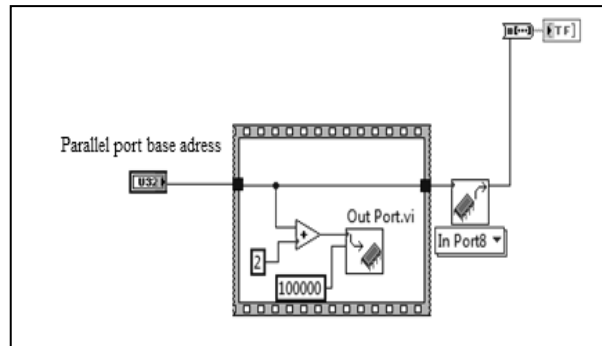 B[...] TF
Parallel port base adress
U32
Out Port.vi
+
In Port8
2
100000